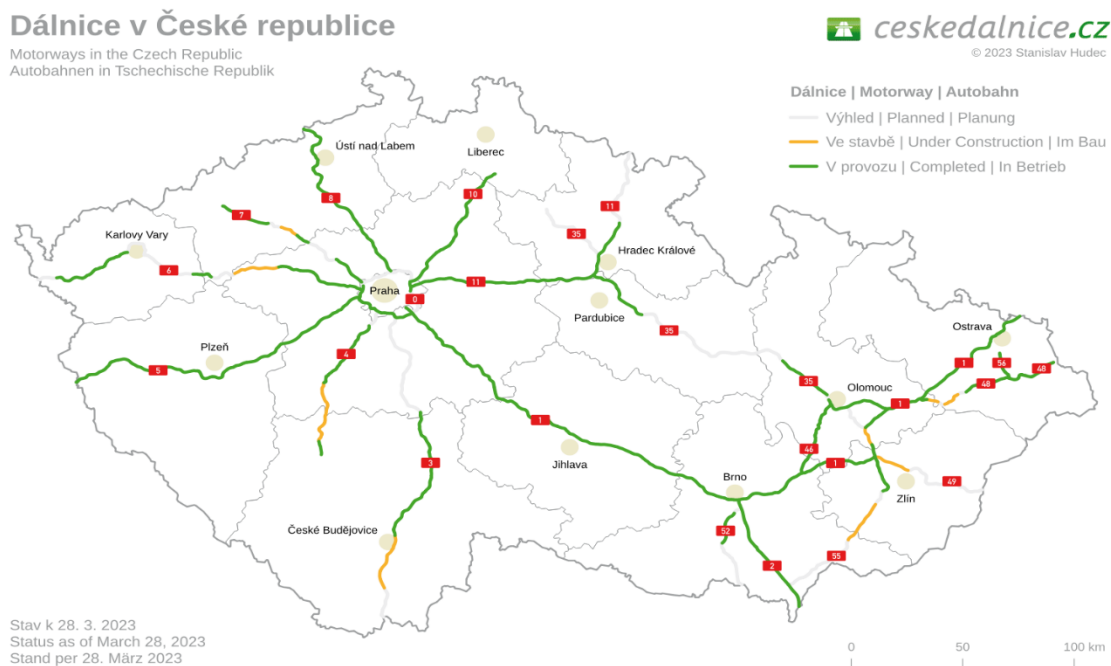 Dálnice v České republice
Motorways in the Czech Republic
Autobahnen in Tschechische Republik
ceskedalnice.cz
© 2023 Stanislav Hudec
Dálnice | Motorway | Autobahn
Výhled | Planned | Planung
Ve stavbě | Under Construction | Im Bau
V provozu | Completed | In Betrieb
Ústí nad Labem
Liberec
8
10
7
11
35
Karlovy Vary
6
Hradec Králové
11
Praha
0
Pardubice
35
Ostrava
Plzeň
4
1
56
48
5
48
35
Olomouc
1
1
3
Jihlava
46
1
Brno
49
Zlín
České Budějovice
52
55
2
Stav k 28. 3. 2023
Status as of March 28, 2023
Stand per 28. März 2023
0
50
100 km